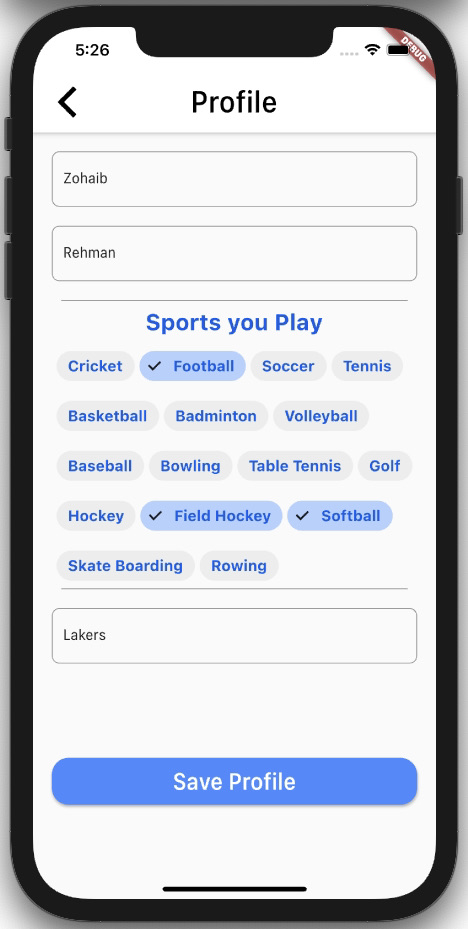 5:26
DEBUG
Profile
Zohaib
Rehman
Sports you Play
Cricket Football Soccer Tennis
Basketball Badminton Volleyball
Baseball Bowling Table Tennis Golf
Hockey Field Hockey Softball
Skate Boarding Rowing
Lakers
Save Profile